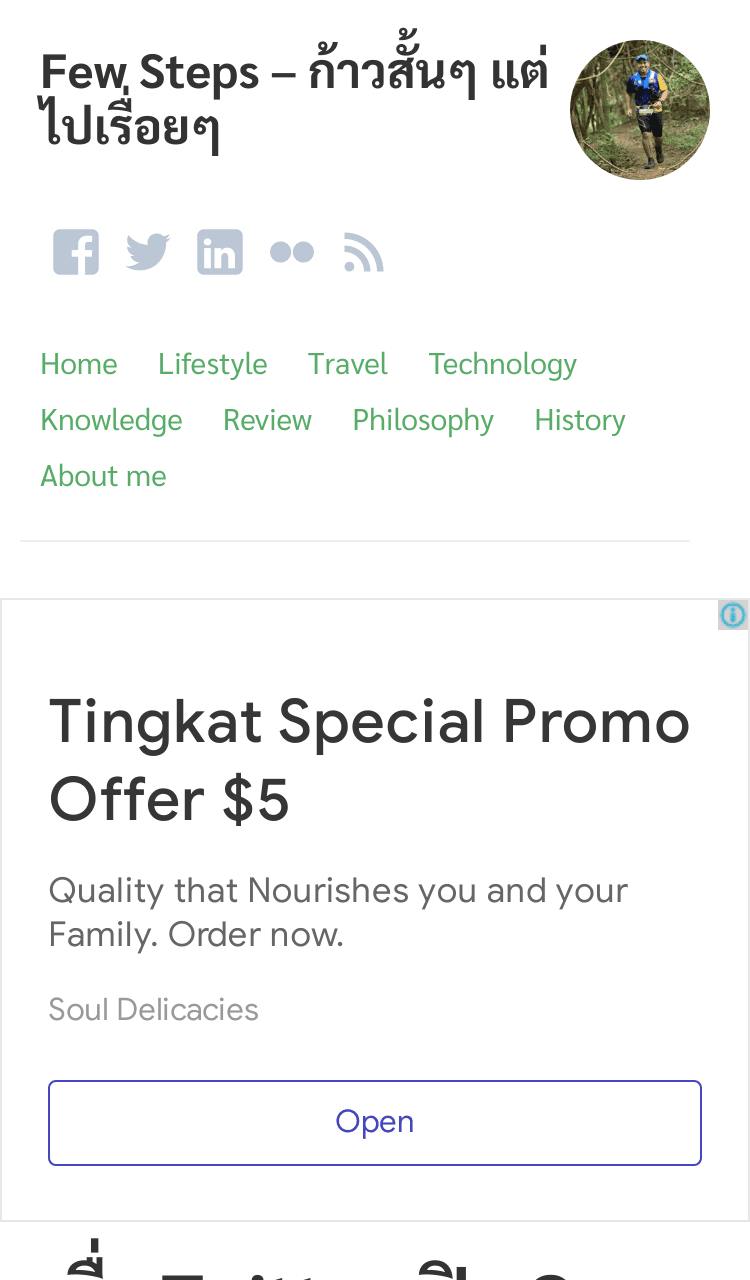 Few Steps – ก้าวสั้นๆ แต่
ไปเรื่อยๆ
Home Lifestyle Travel Technology
Knowledge Review Philosophy History
About me
Tingkat Special Promo
Offer $5
Quality that Nourishes you and your
Family. Order now.
Soul Delicacies
Open